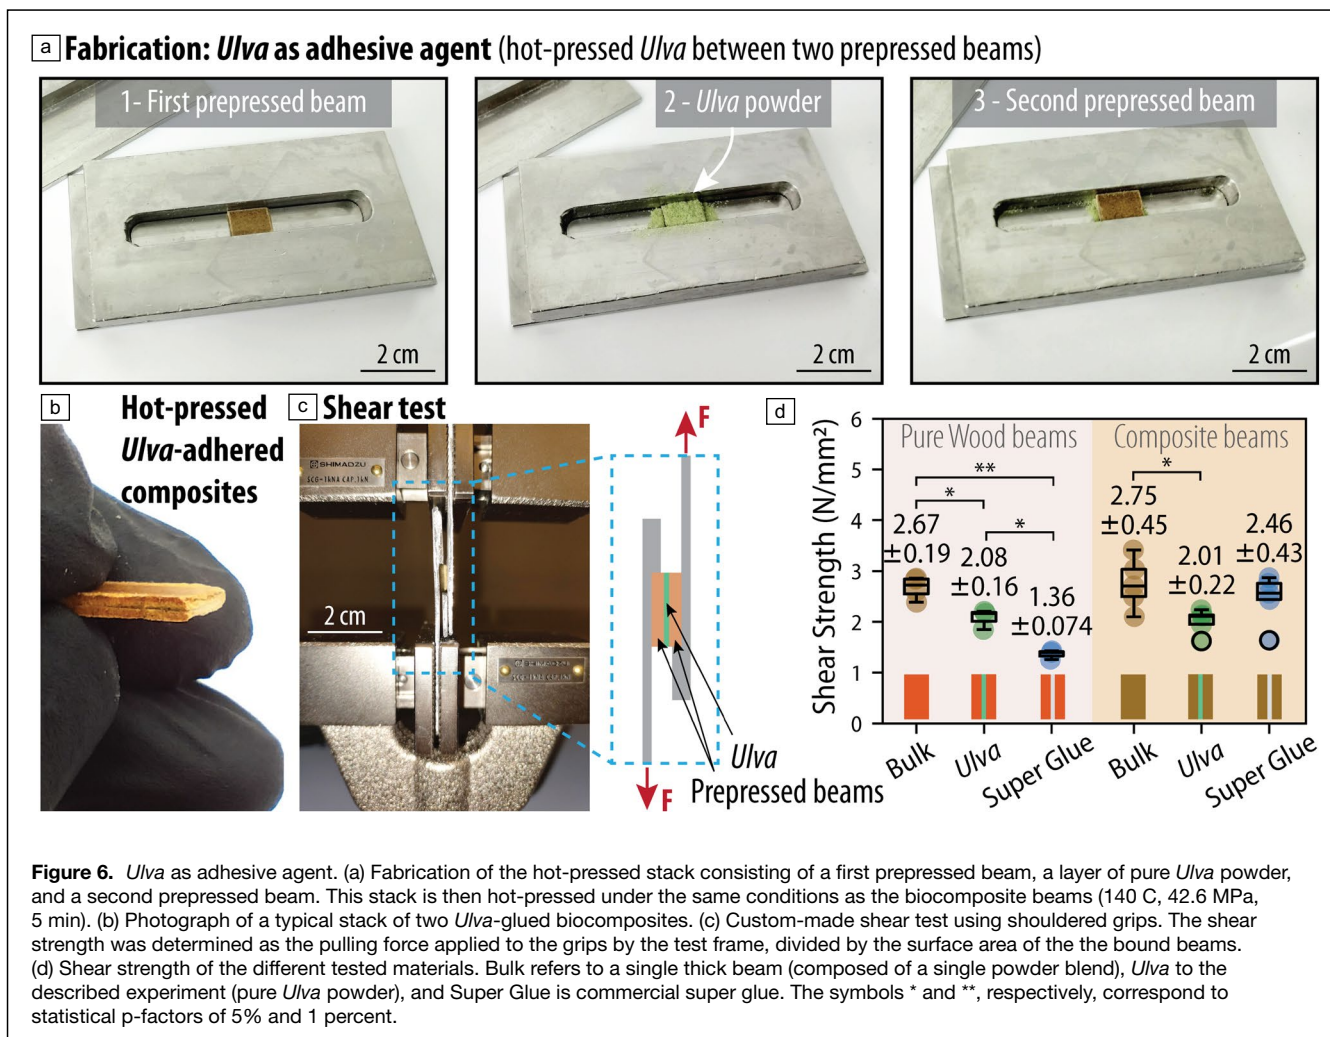 a Fabrication: Ulva as adhesive agent (hot-pressed Ulva between two prepressed beams)
1- First prepressed beam
2 cm
2 - Ulva powder
2 cm
3 - Second prepressed beam
2 cm
b Hot-pressed
Ulva-adhered
composites
c Shear test
SHIMADZU
SCG-1kNA CAP.1kN
2 cm
F
F
Ulva
Prepressed beams
d
Shear Strength (N/mm²)
6
5
4
3
2
1
0
Pure Wood beams
Composite beams
**
*
*
*
2.67
±0.19
2.08
±0.16
1.36
±0.074
2.75
±0.45
2.01
±0.22
2.46
±0.43
Bulk
Ulva
Super Glue
Bulk
Ulva
Super Glue
Figure 6. Ulva as adhesive agent. (a) Fabrication of the hot-pressed stack consisting of a first prepressed beam, a layer of pure Ulva powder,
and a second prepressed beam. This stack is then hot-pressed under the same conditions as the biocomposite beams (140 C, 42.6 MPa,
5 min). (b) Photograph of a typical stack of two Ulva-glued biocomposites. (c) Custom-made shear test using shouldered grips. The shear
strength was determined as the pulling force applied to the grips by the test frame, divided by the surface area of the the bound beams.
(d) Shear strength of the different tested materials. Bulk refers to a single thick beam (composed of a single powder blend), Ulva to the
described experiment (pure Ulva powder), and Super Glue is commercial super glue. The symbols * and **, respectively, correspond to
statistical p-factors of 5% and 1 percent.